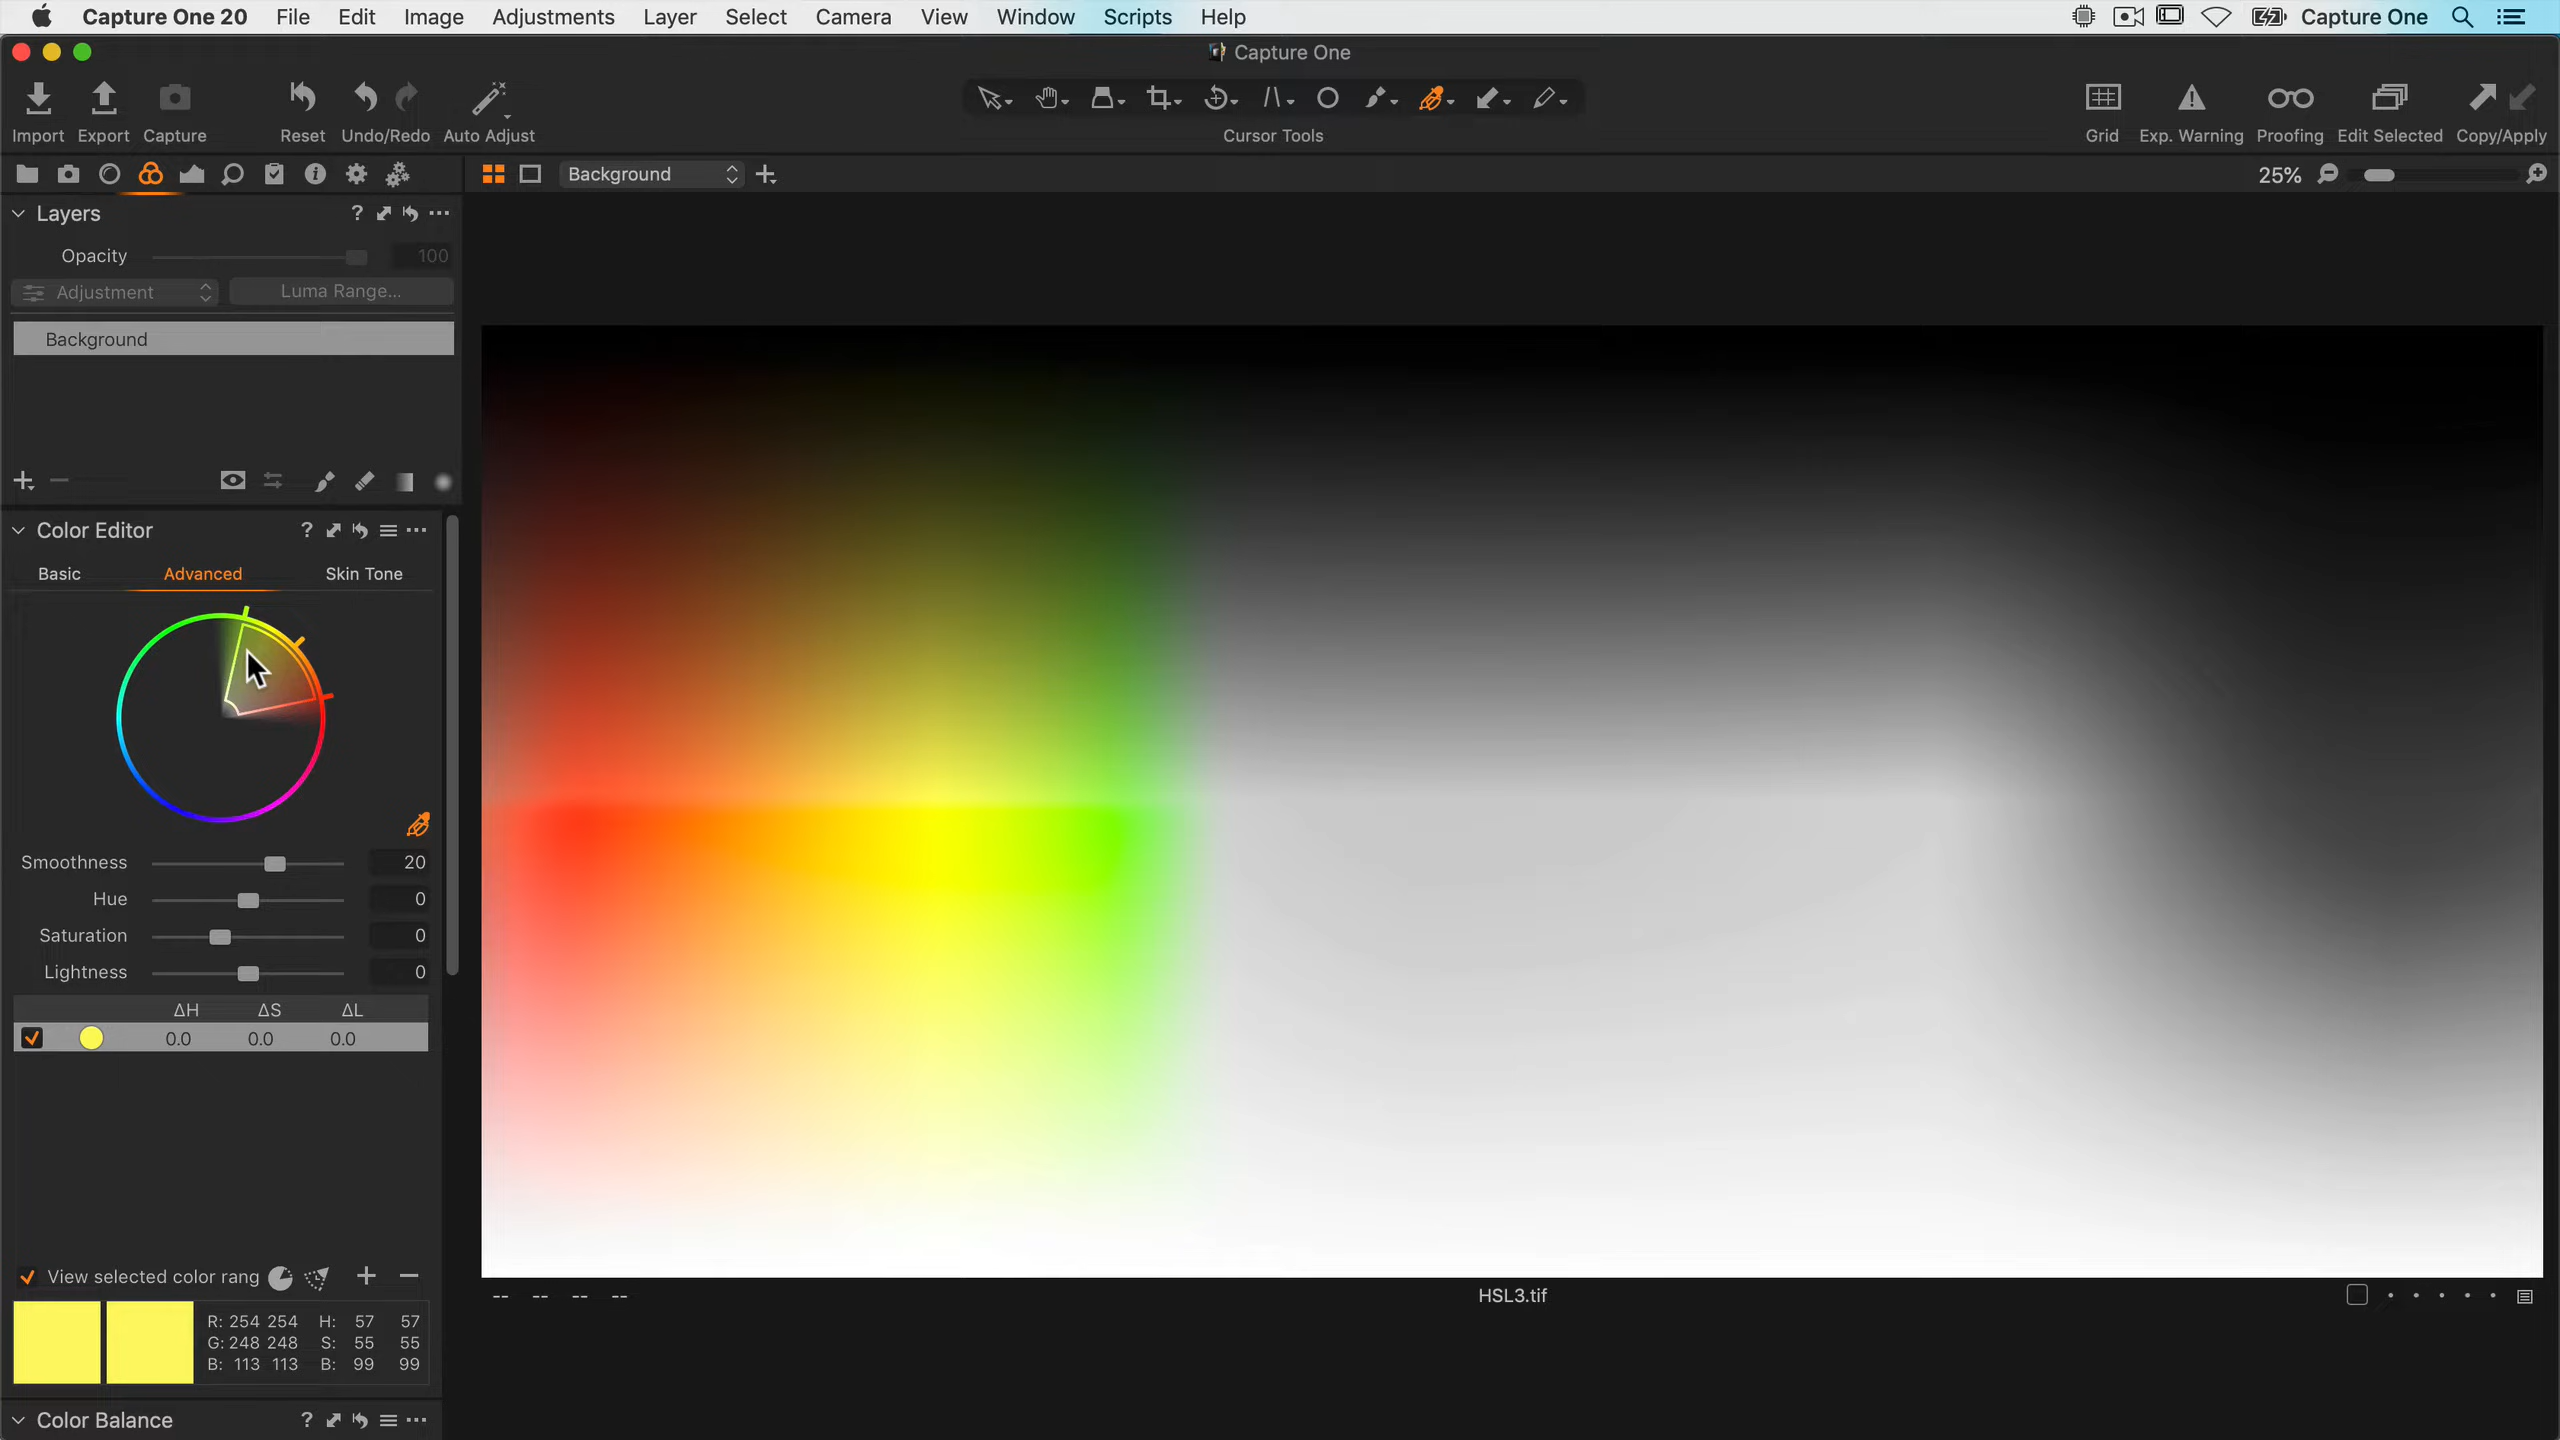 Capture One 20 File Edit Image Adjustments Layer Select Camera View Window Scripts Help Capture One
Capture One
Import Export Capture Reset Undo/Redo Auto Adjust Cursor Tools Grid Exp. Warning Proofing Edit Selected Copy/Apply
Background 25%
Layers ?
Opacity 100
Adjustment Luma Range...
Background
Color Editor ?
Basic Advanced Skin Tone
Smoothness 20
Hue 0
Saturation 0
Lightness 0
ΔH ΔS ΔL
0.0 0.0 0.0
View selected color rang
-- -- -- -- HSL3.tif
R: 254 254 H: 57 57
G: 248 248 S: 55 55
B: 113 113 B: 99 99
Color Balance ?